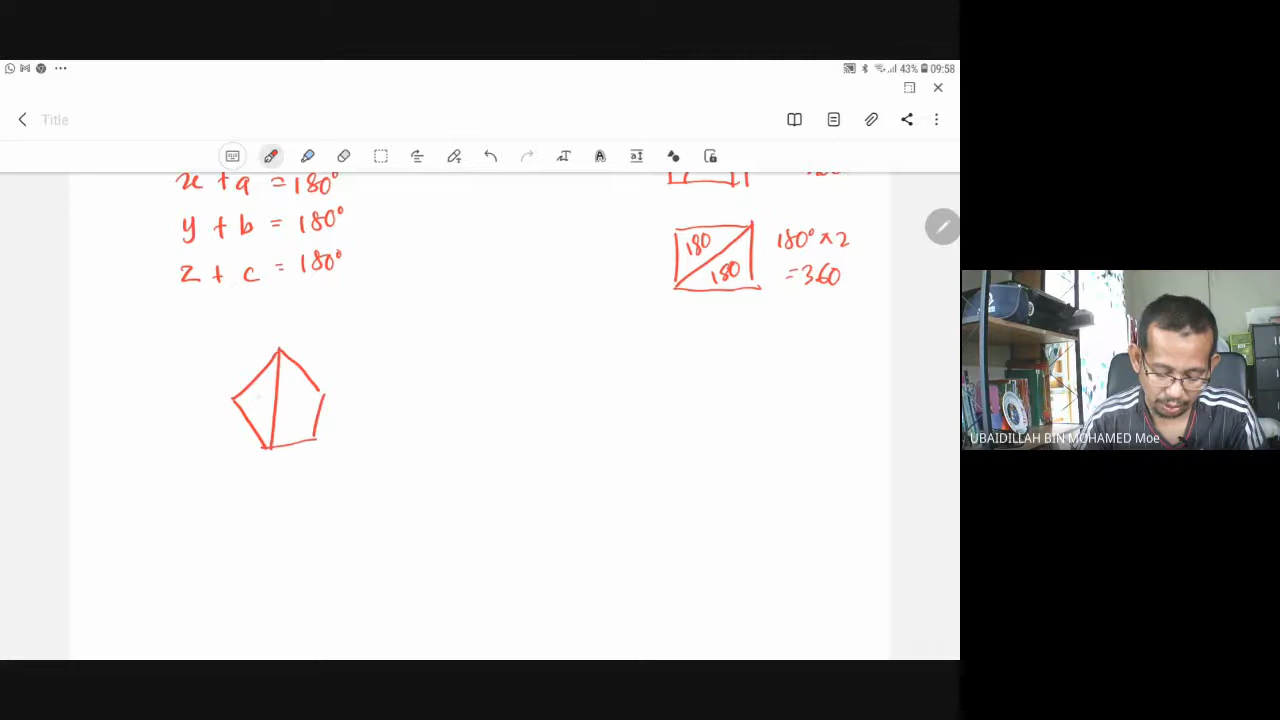 43% 09:58
Title
x + a = 180°
y + b = 180°
z + c = 180°
180
180
180° × 2
= 360
UBAIDILLAH BIN MOHAMED Moe